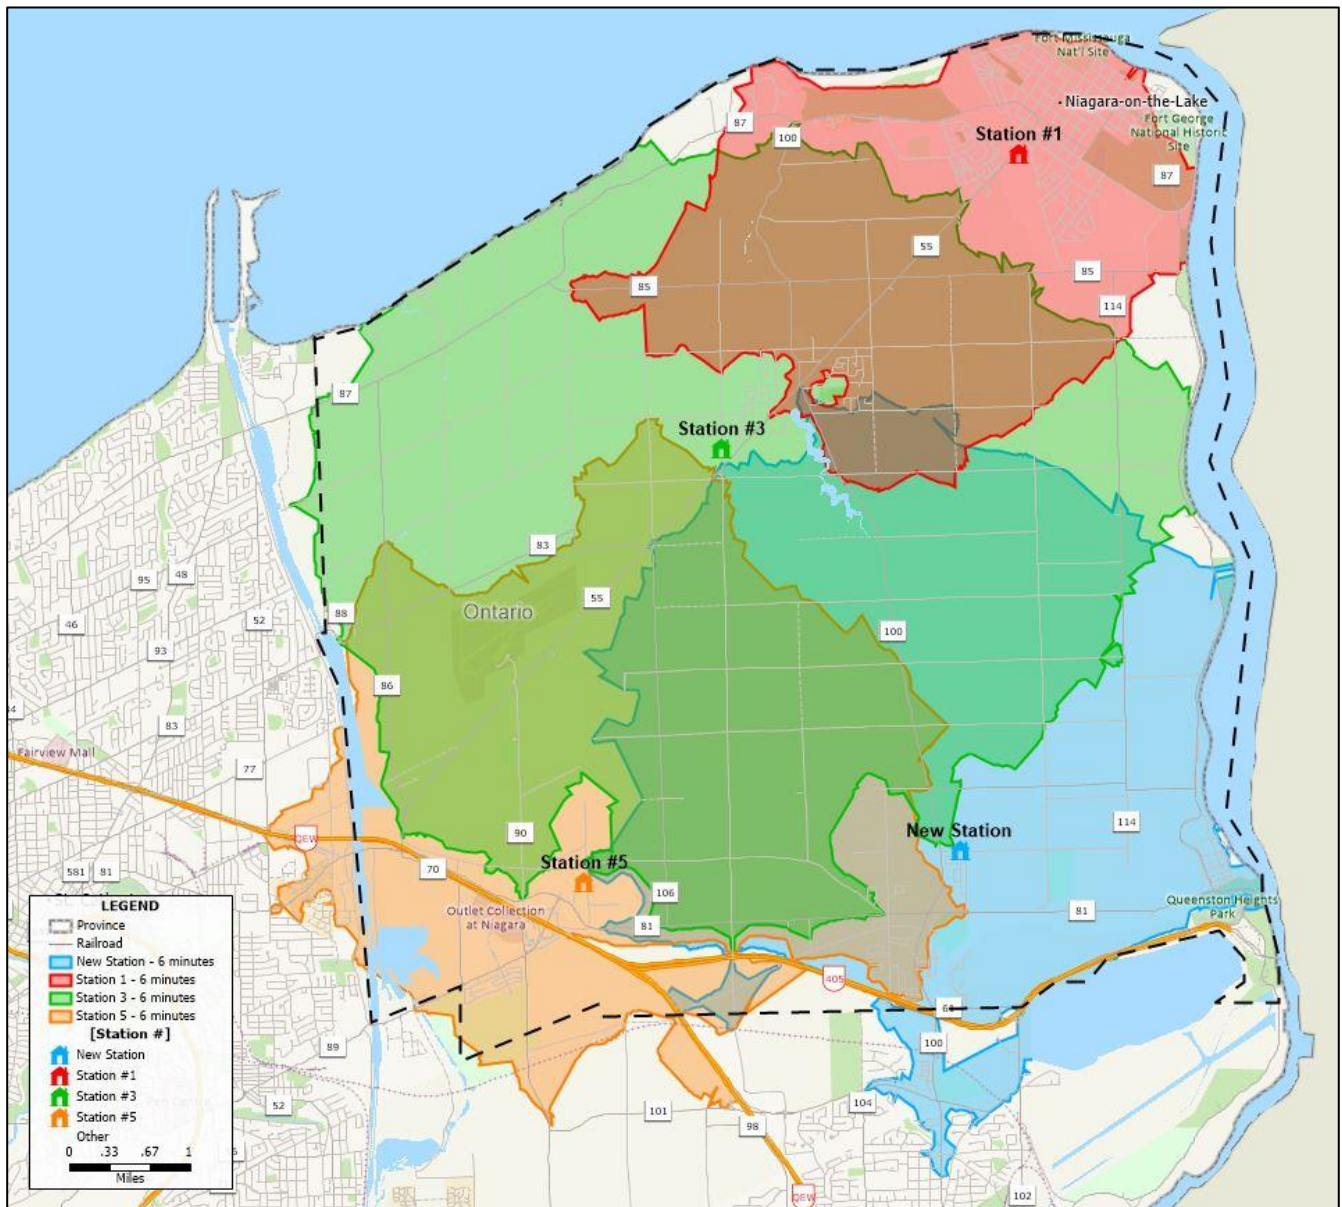 Fort Mississauga
Nat'l Site
Niagara-on-the-Lake
Fort George
National Historic
Site
Station #1
87
100
87
55
85
85
114
87
Station #3
83
95
48
Ontario
55
88
52
46
93
100
86
83
Fairview Mall
77
QEW
90
New Station
114
70
Station #5
581
81
106
Outlet Collection
at Niagara
81
81
Queenston Heights
Park
405
100
89
104
52
101
98
QEW
102
LEGEND
Province
Railroad
New Station - 6 minutes
Station 1 - 6 minutes
Station 3 - 6 minutes
Station 5 - 6 minutes
[Station #]
New Station
Station #1
Station #3
Station #5
Other
0 .33 .67 1
Miles